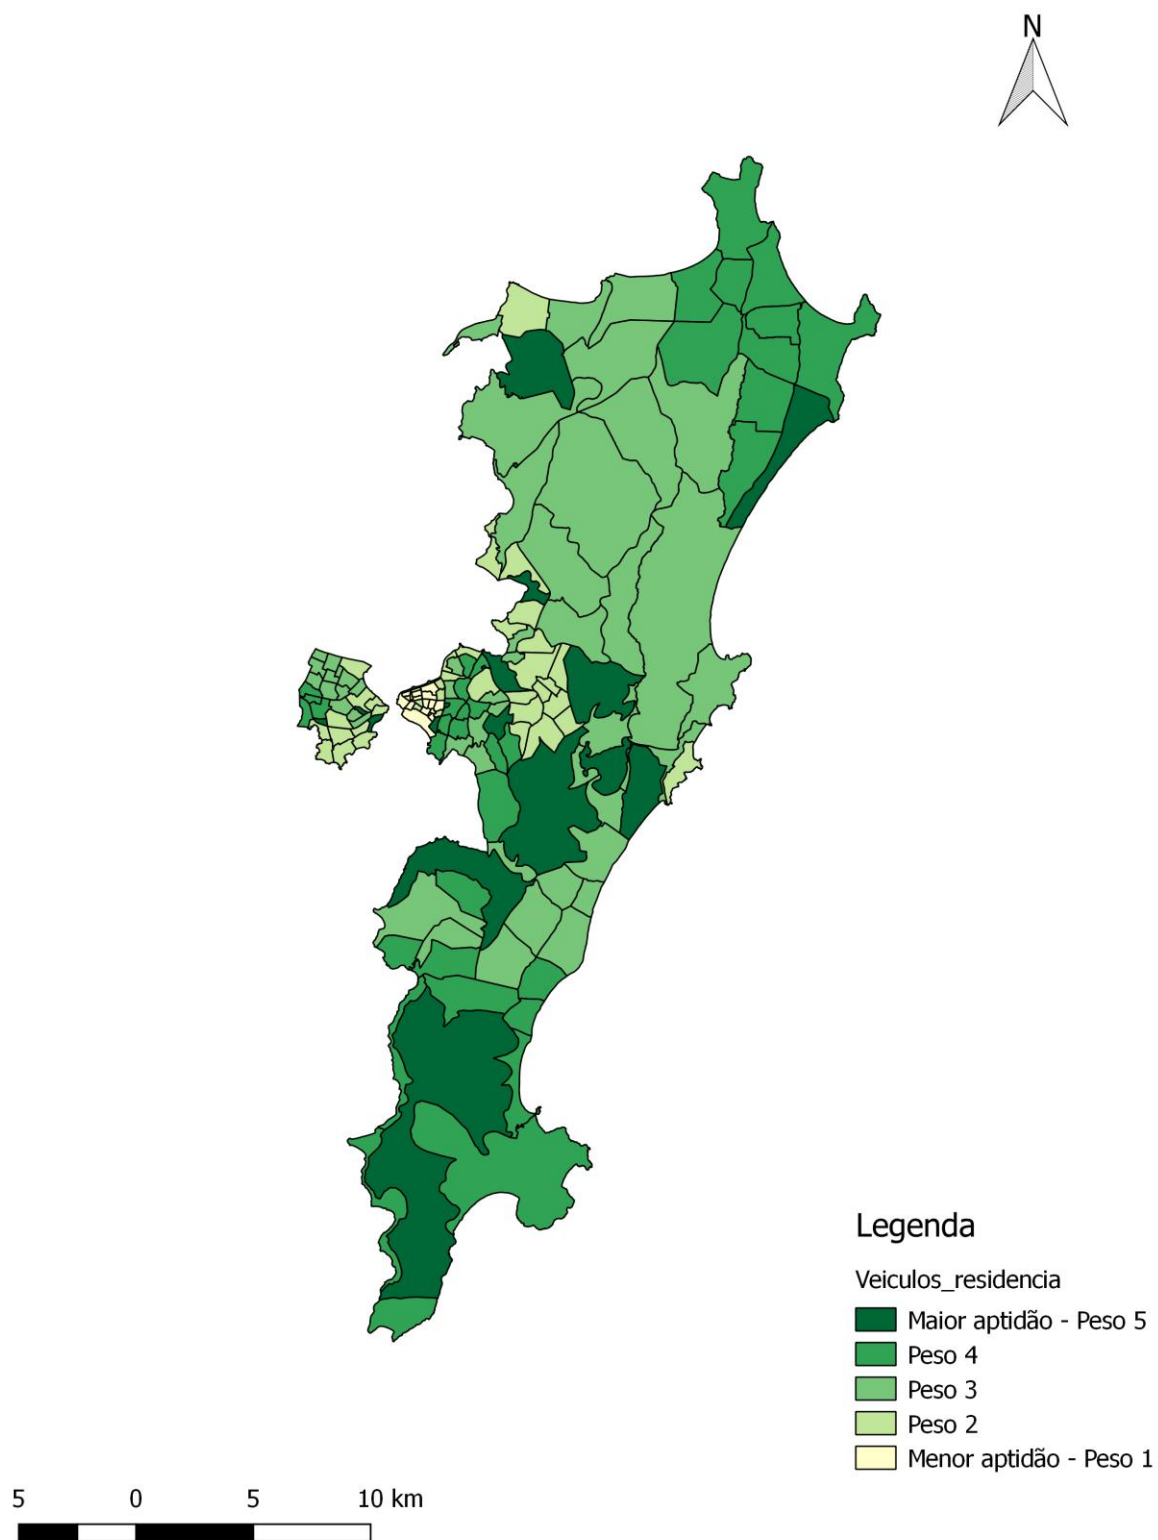 N
Legenda
Veiculos_residencia
Maior aptidão - Peso 5
Peso 4
Peso 3
Peso 2
Menor aptidão - Peso 1
5 0 5 10 km